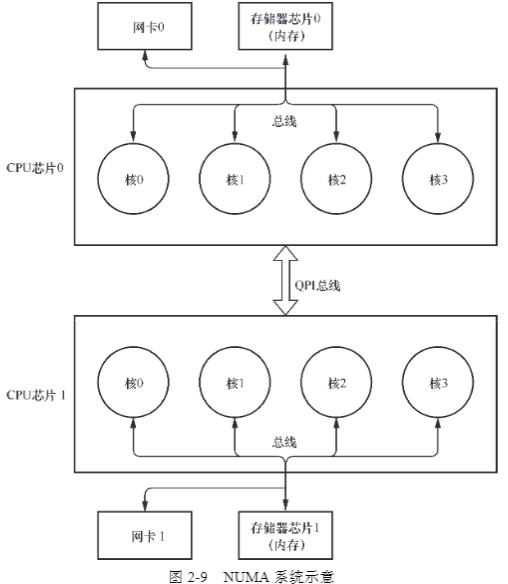 网卡0
存储器芯片0
(内存)
总线
CPU芯片0
核0
核1
核2
核3
QPI总线
CPU芯片 1
核0
核1
核2
核3
总线
网卡 1
存储器芯片1
(内存)
图 2-9 NUMA 系统示意